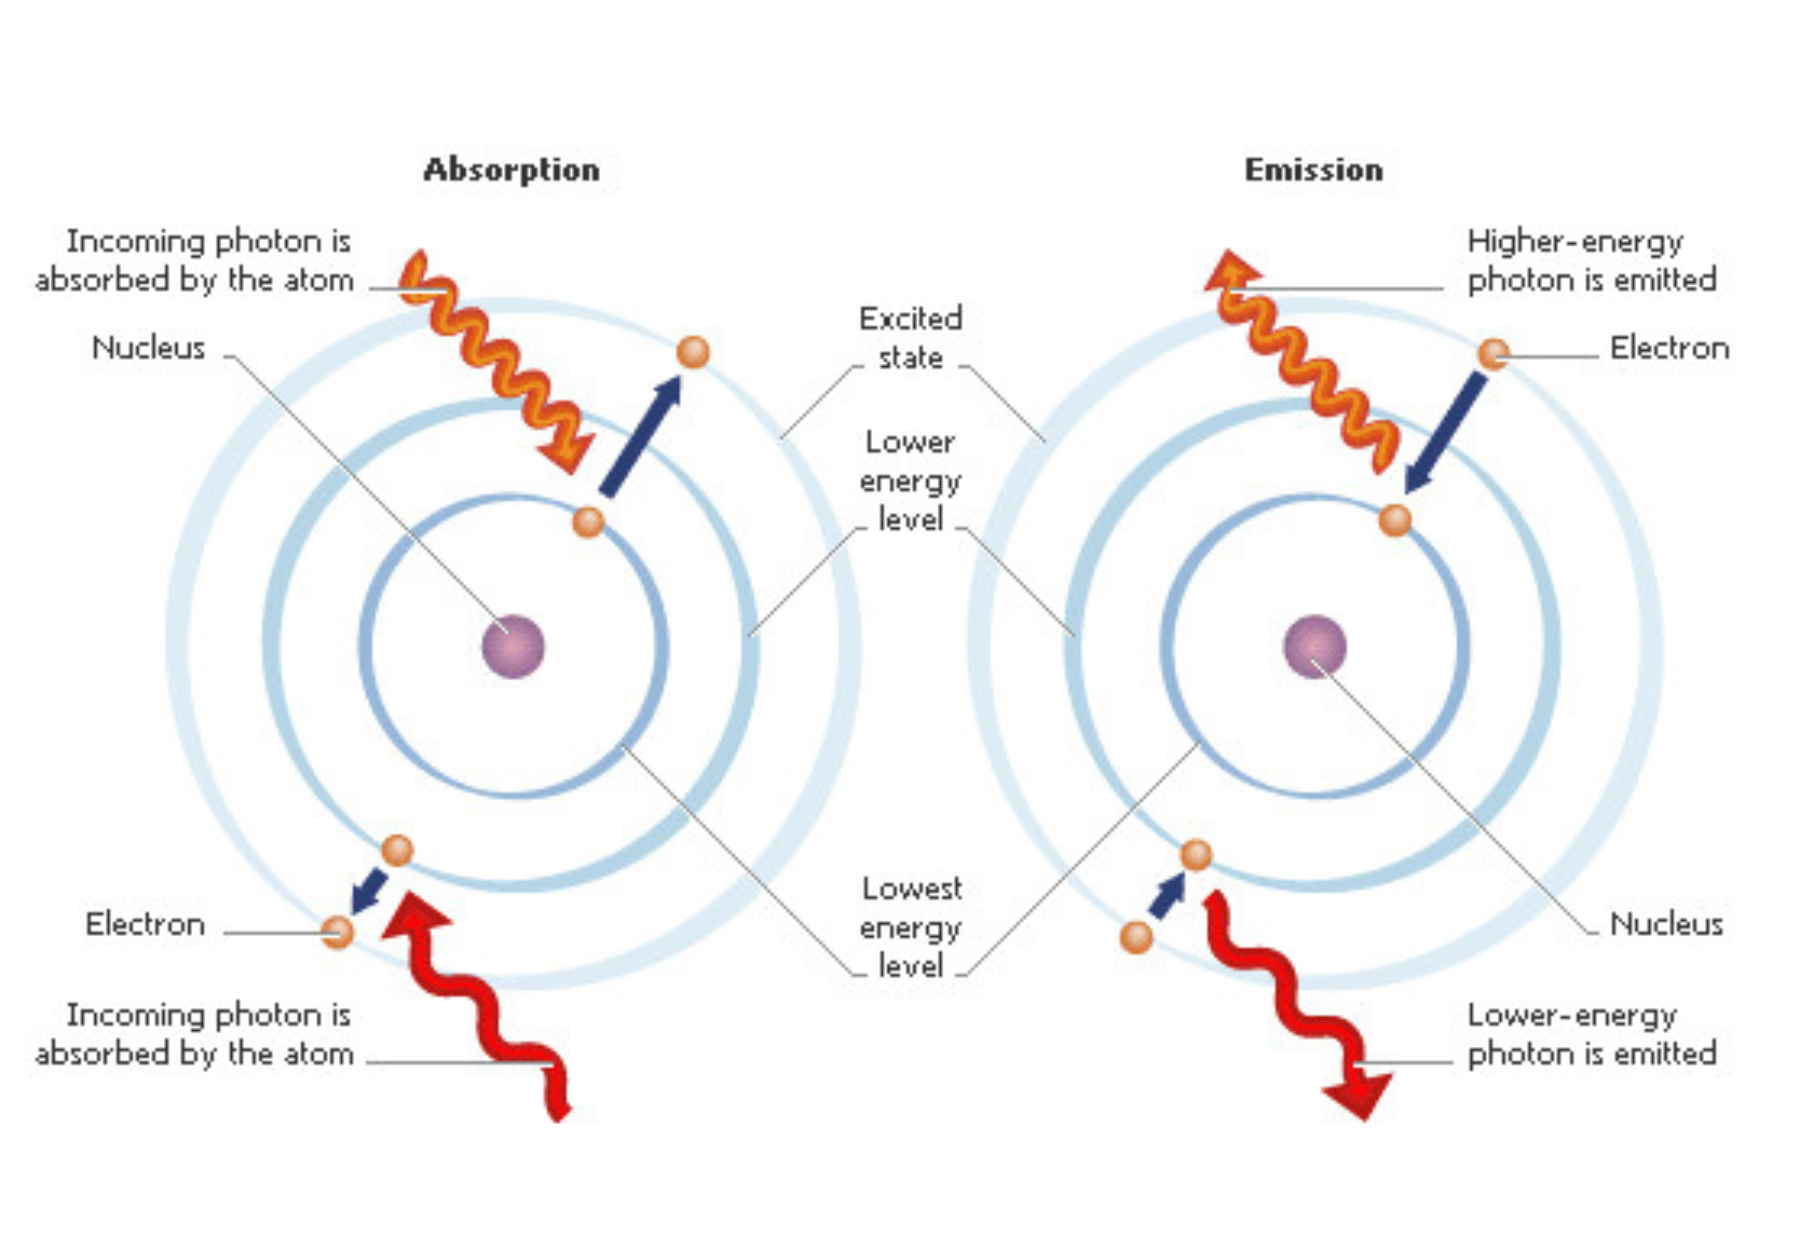 Absorption
Incoming photon is
absorbed by the atom
Nucleus
Electron
Incoming photon is
absorbed by the atom
Excited
state
Lower
energy
level
Lowest
energy
level
Emission
Higher-energy
photon is emitted
Electron
Nucleus
Lower-energy
photon is emitted